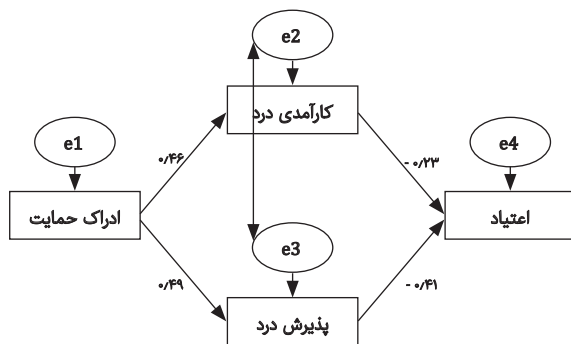 e2
کارآمدی درد
e1
۰/۴۶
- ۰/۲۳
e4
ادراک حمایت
اعتیاد
e3
۰/۴۹
- ۰/۴۱
پذیرش درد